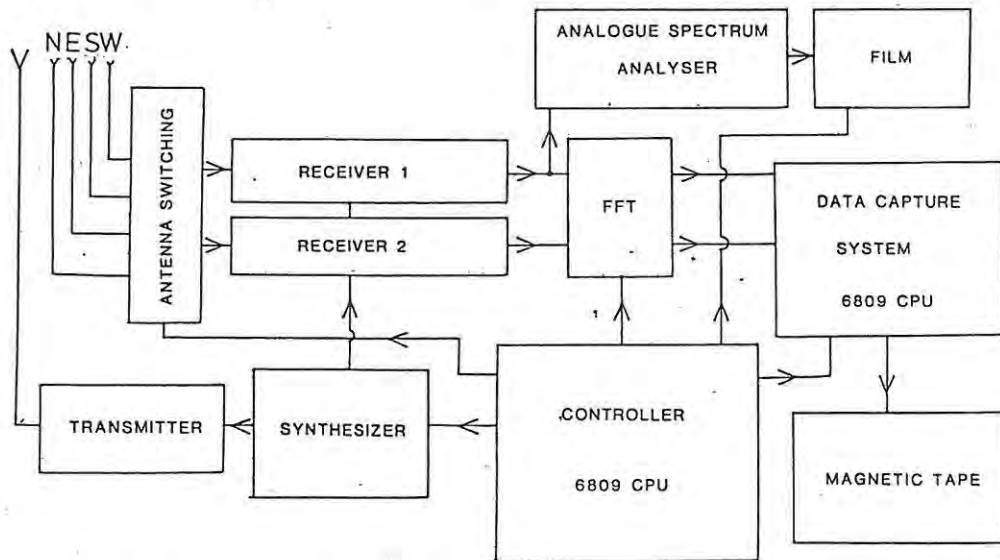 NESW
ANALOGUE SPECTRUM
ANALYSER
FILM
ANTENNA SWITCHING
RECEIVER 1
RECEIVER 2
FFT
DATA CAPTURE
SYSTEM
6809 CPU
TRANSMITTER
SYNTHESIZER
CONTROLLER
6809 CPU
MAGNETIC TAPE